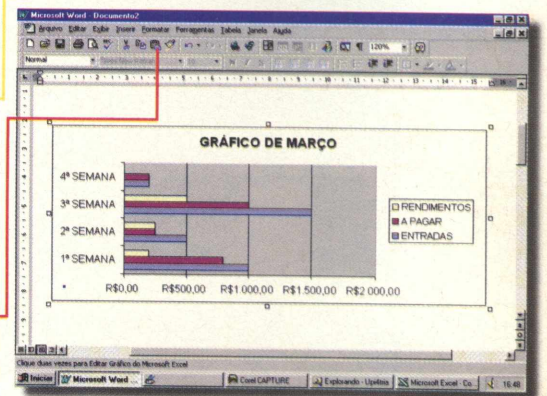 Microsoft Word - Documento2
Arquivo Editar Exibir Inserir Formatar Ferramentas Tabela Janela Ajuda
120%
Normal
GRÁFICO DE MARÇO
4ª SEMANA
3ª SEMANA
2ª SEMANA
1ª SEMANA
RENDIMENTOS
A PAGAR
ENTRADAS
R$0,00 R$500,00 R$1 000,00 R$1 500,00 R$2 000,00
Clique duas vezes para Editar Gráfico do Microsoft Excel
Iniciar Microsoft Word Corel CAPTURE Explorando - Microsoft Excel - Co... 16:48